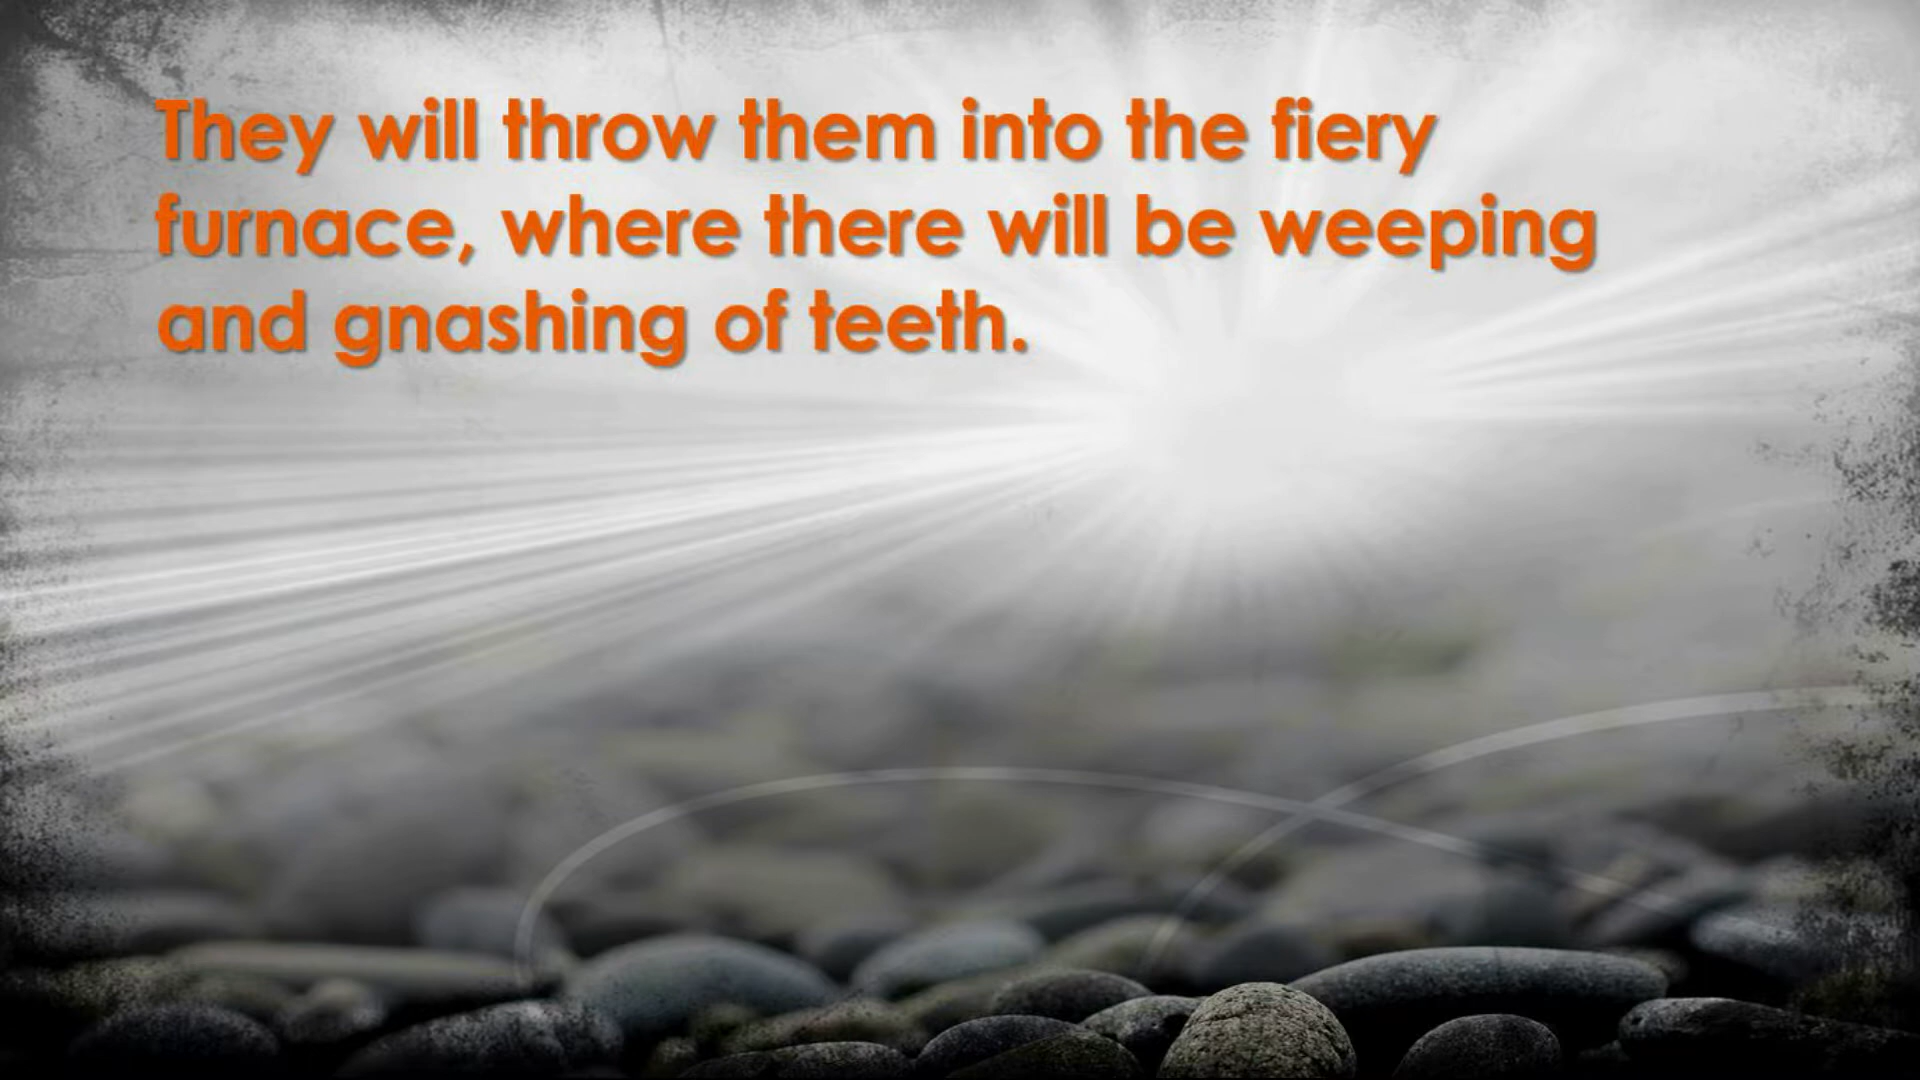 They will throw them into the fiery
furnace, where there will be weeping
and gnashing of teeth.